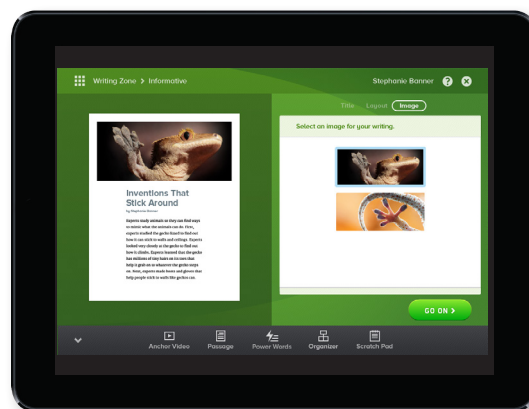 Writing Zone > Informative
Stephanie Banner ? x
Title Layout Image
Select an image for your writing.
Inventions That
Stick Around
by Stephanie Banner
Experts study animals so they can find ways
to mimic what the animals can do. First,
experts studied the gecko lizard to find out
how it can stick to walls and ceilings. Experts
looked very closely at the gecko to find out
how it climbs. Experts learned that the gecko
has millions of tiny hairs on its toes that
help it grab on to whatever the gecko steps
on. Next, experts made boots and gloves that
help people stick to walls like geckos can.
GO ON >
Anchor Video
Passage
Power Words
Organizer
Scratch Pad